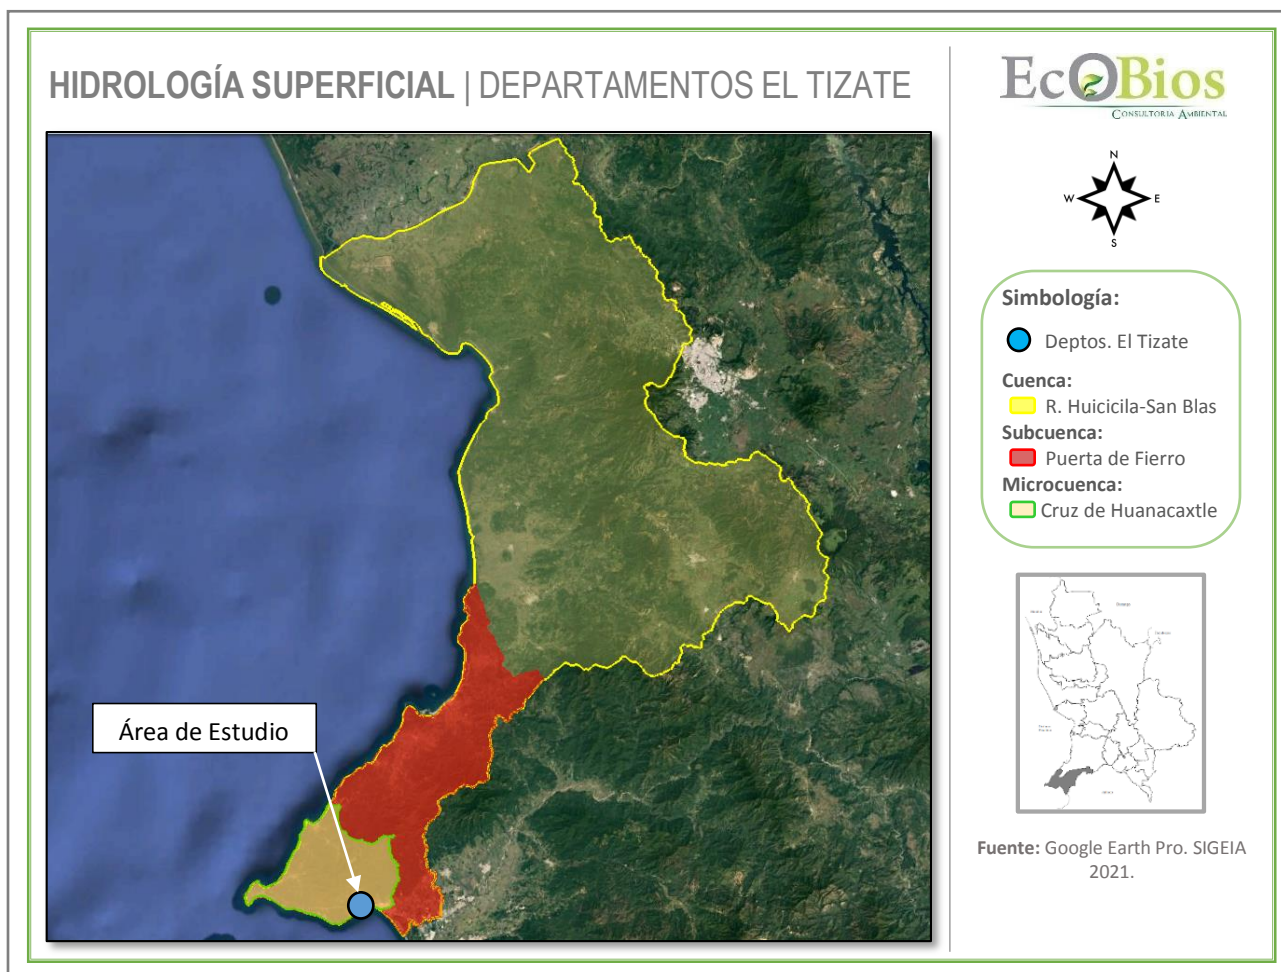 HIDROLOGÍA SUPERFICIAL | DEPARTAMENTOS EL TIZATE
Área de Estudio
EcOBios
CONSULTORIA AMBIENTAL
N
W
E
S
Simbología:
Deptos. El Tizate
Cuenca:
R. Huicicila-San Blas
Subcuenca:
Puerta de Fierro
Microcuenca:
Cruz de Huanacaxtle
Fuente: Google Earth Pro. SIGEIA
2021.